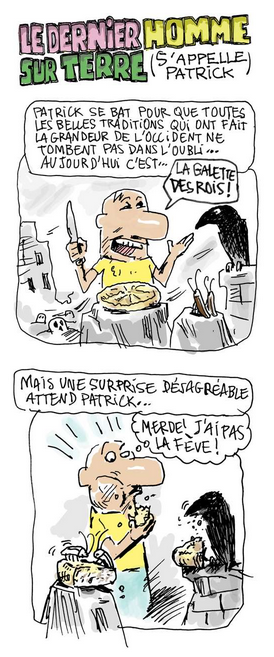 LE DERNIER HOMME
SUR TERRE (S'APPELLE
PATRICK)
PATRICK SE BAT POUR QUE TOUTES
LES BELLES TRADITIONS QUI ONT FAIT
LA GRANDEUR DE L'OCCIDENT NE
TOMBENT PAS DANS L'OUBLI...
AUJOURD'HUI C'EST...
LA GALETTE
DES ROIS!
MAIS UNE SURPRISE DÉSAGRÉABLE
ATTEND PATRICK...
MERDE! J'AI PAS
LA FÈVE!